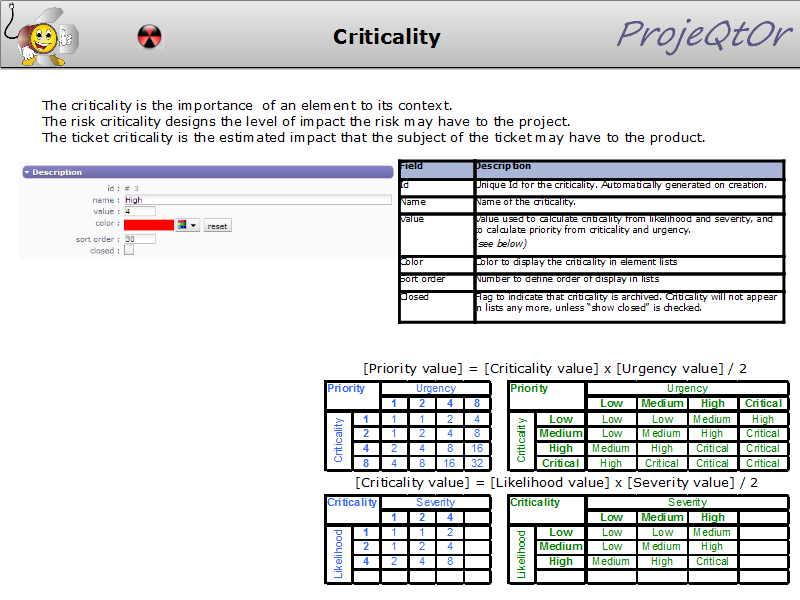 Criticality
ProjeQtOr
The criticality is the importance of an element to its context.
The risk criticality designs the level of impact the risk may have to the project.
The ticket criticality is the estimated impact that the subject of the ticket may have to the product.
Description
id : # 3
name : High
value : 4
color : reset
sort order : 30
closed :
Field Description
Id Unique Id for the criticality. Automatically generated on creation.
Name Name of the criticality.
Value Value used to calculate criticality from likelihood and severity, and
to calculate priority from criticality and urgency.
(see below)
Color Color to display the criticality in element lists
Sort order Number to define order of display in lists
Closed Flag to indicate that criticality is archived. Criticality will not appear
in lists any more, unless “show closed” is checked.
[Priority value] = [Criticality value] x [Urgency value] / 2
Priority Urgency
1 2 4 8
Criticality
1 1 1 2 4
2 1 2 4 8
4 2 4 8 16
8 4 8 16 32
Priority Urgency
Low Medium High Critical
Criticality
Low Low Low Medium High
Medium Low Medium High Critical
High Medium High Critical Critical
Critical High Critical Critical Critical
[Criticality value] = [Likelihood value] x [Severity value] / 2
Criticality Severity
1 2 4
Likelihood
1 1 1 2
2 1 2 4
4 2 4 8
Criticality Severity
Low Medium High
Likelihood
Low Low Low Medium
Medium Low Medium High
High Medium High Critical